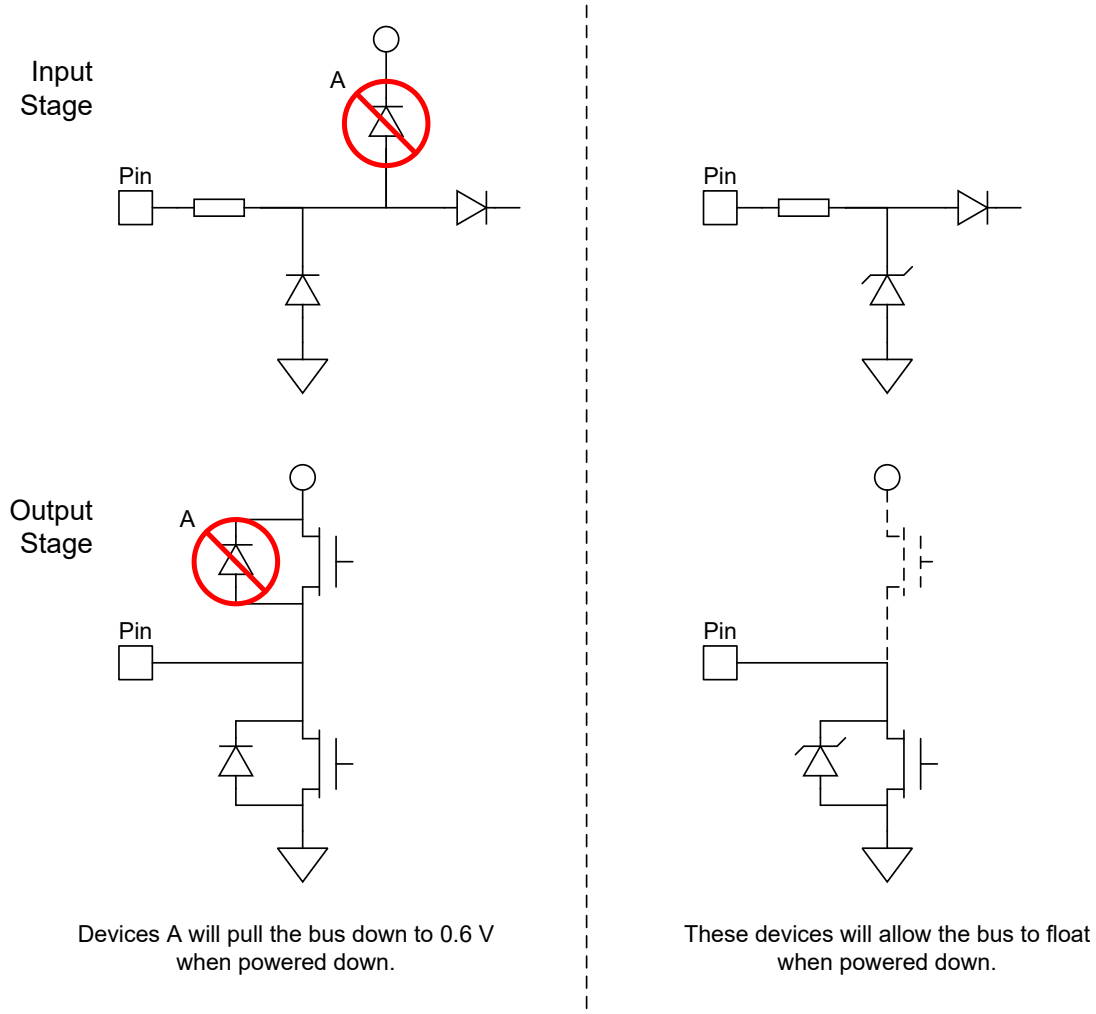 Input
Stage
A
Pin
Pin
Output
Stage
A
Pin
Pin
Devices A will pull the bus down to 0.6 V
when powered down.
These devices will allow the bus to float
when powered down.